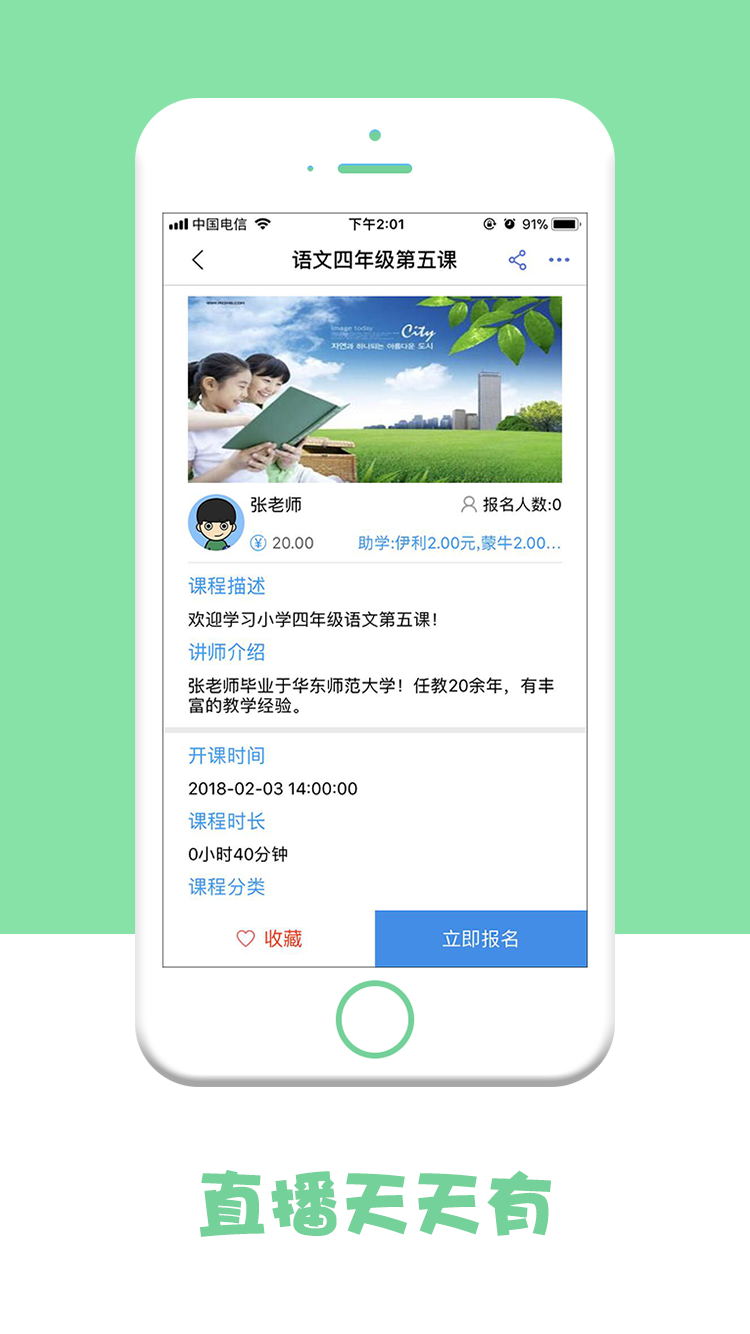 中国电信
下午2:01
91%
语文四年级第五课
image today
City
자연과 하나되는 아름다운 도시
张老师
报名人数:0
¥ 20.00
助学:伊利2.00元,蒙牛2.00...
课程描述
欢迎学习小学四年级语文第五课！
讲师介绍
张老师毕业于华东师范大学！任教20余年，有丰
富的教学经验。
开课时间
2018-02-03 14:00:00
课程时长
0小时40分钟
课程分类
收藏
立即报名
直播天天有